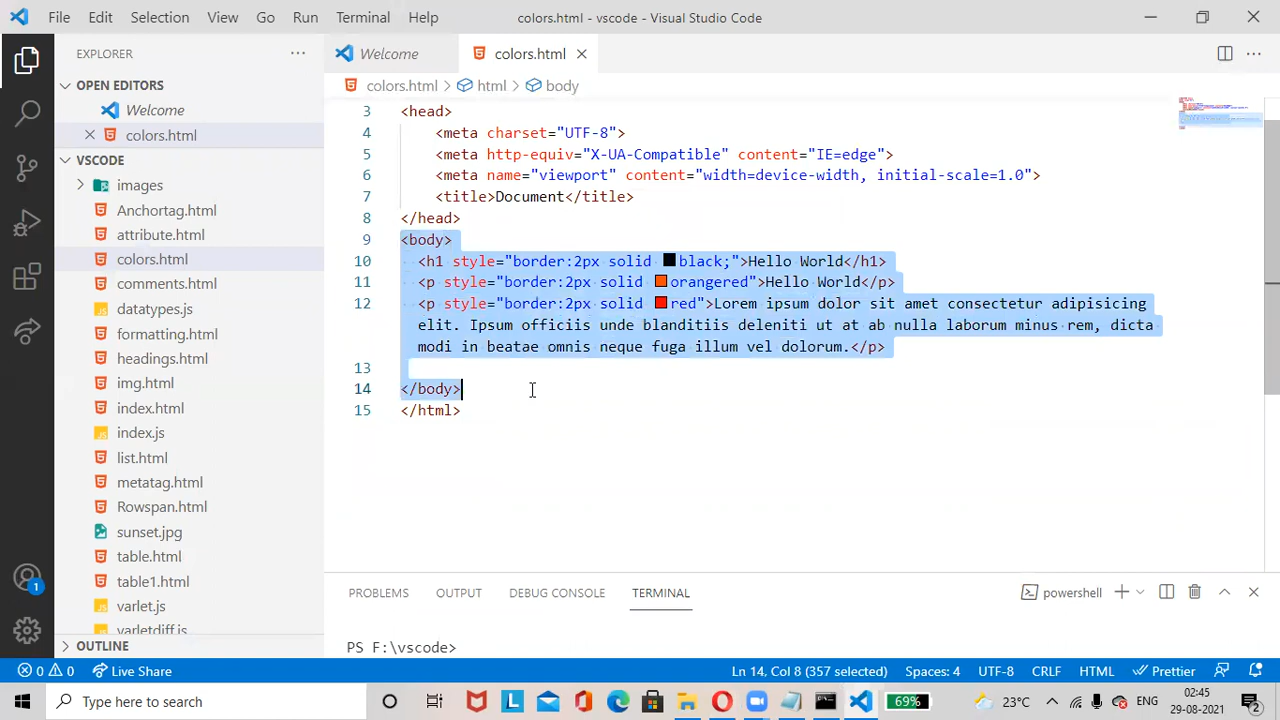 File Edit Selection View Go Run Terminal Help colors.html - vscode - Visual Studio Code
EXPLORER
OPEN EDITORS
Welcome
colors.html
VSCODE
images
Anchortag.html
attribute.html
colors.html
comments.html
datatypes.js
formatting.html
headings.html
img.html
index.html
index.js
list.html
metatag.html
Rowspan.html
sunset.jpg
table.html
table1.html
varlet.js
varletdiff.js
OUTLINE
Welcome colors.html
colors.html > html > body
3 <head>
4 <meta charset="UTF-8">
5 <meta http-equiv="X-UA-Compatible" content="IE=edge">
6 <meta name="viewport" content="width=device-width, initial-scale=1.0">
7 <title>Document</title>
8 </head>
9 <body>
10 <h1 style="border:2px solid black;">Hello World</h1>
11 <p style="border:2px solid orangered">Hello World</p>
12 <p style="border:2px solid red">Lorem ipsum dolor sit amet consectetur adipisicing
elit. Ipsum officiis unde blanditiis deleniti ut at ab nulla laborum minus rem, dicta
modi in beatae omnis neque fuga illum vel dolorum.</p>
13
14 </body>
15 </html>
PROBLEMS OUTPUT DEBUG CONSOLE TERMINAL powershell
PS F:\vscode>
1
0 0 Live Share Ln 14, Col 8 (357 selected) Spaces: 4 UTF-8 CRLF HTML Prettier
Type here to search 69% 23°C ENG 02:45
29-08-2021 2